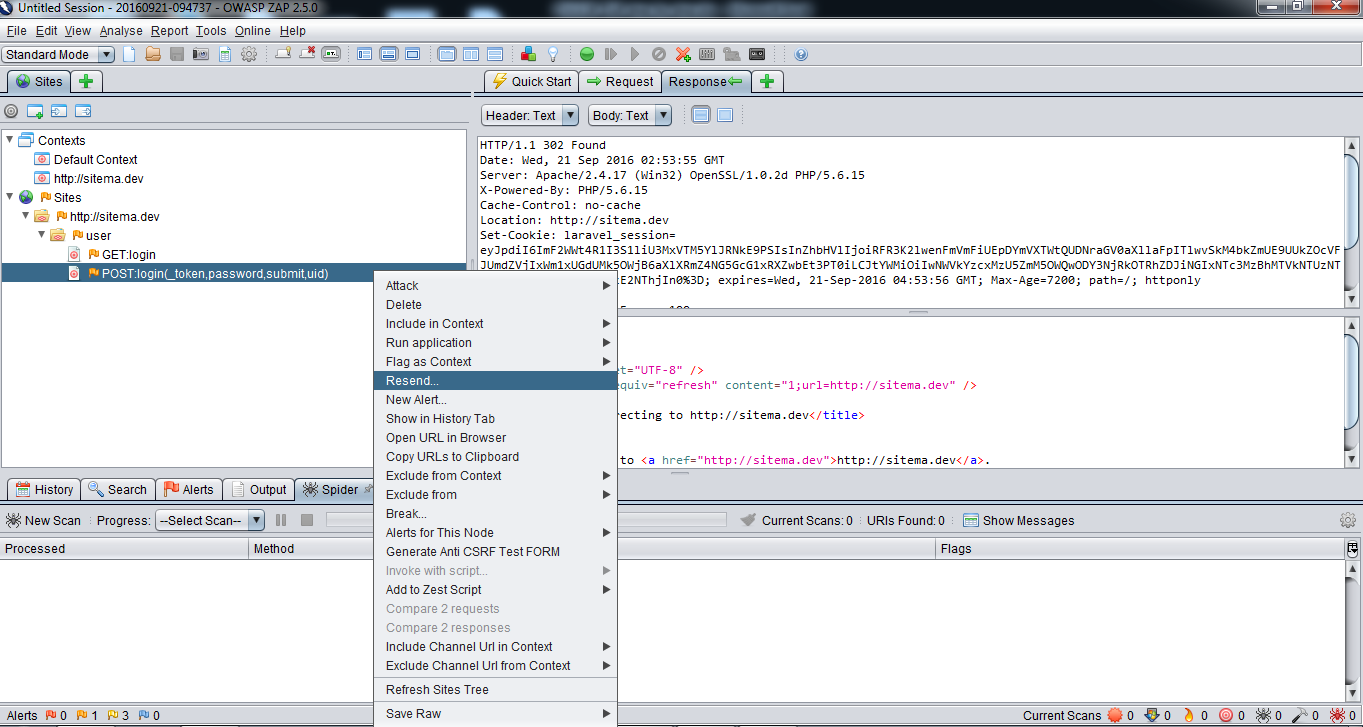 Untitled Session - 20160921-094737 - OWASP ZAP 2.5.0
File Edit View Analyse Report Tools Online Help
Standard Mode
Sites
Quick Start Request Response
Header: Text Body: Text
Contexts
Default Context
http://sitema.dev
Sites
http://sitema.dev
user
GET:login
POST:login(_token,password,submit,uid)
HTTP/1.1 302 Found
Date: Wed, 21 Sep 2016 02:53:55 GMT
Server: Apache/2.4.17 (Win32) OpenSSL/1.0.2d PHP/5.6.15
X-Powered-By: PHP/5.6.15
Cache-Control: no-cache
Location: http://sitema.dev
Set-Cookie: laravel_session=
E2NThjIn0%3D; expires=Wed, 21-Sep-2016 04:53:56 GMT; Max-Age=7200; path=/; httponly
et="UTF-8" />
equiv="refresh" content="1;url=http://sitema.dev" />
recting to http://sitema.dev</title>
to <a href="http://sitema.dev">http://sitema.dev</a>.
Attack
Delete
Include in Context
Run application
Flag as Context
Resend...
New Alert...
Show in History Tab
Open URL in Browser
Copy URLs to Clipboard
Exclude from Context
Exclude from
Break...
Alerts for This Node
Generate Anti CSRF Test FORM
Invoke with script...
Add to Zest Script
Compare 2 requests
Compare 2 responses
Include Channel Url in Context
Exclude Channel Url from Context
Refresh Sites Tree
Save Raw
History Search Alerts Output Spider
New Scan Progress: --Select Scan-- Current Scans: 0 URIs Found: 0 Show Messages
Processed Method Flags
Alerts 0 1 3 0 Current Scans 0 0 0 0 0 0 0